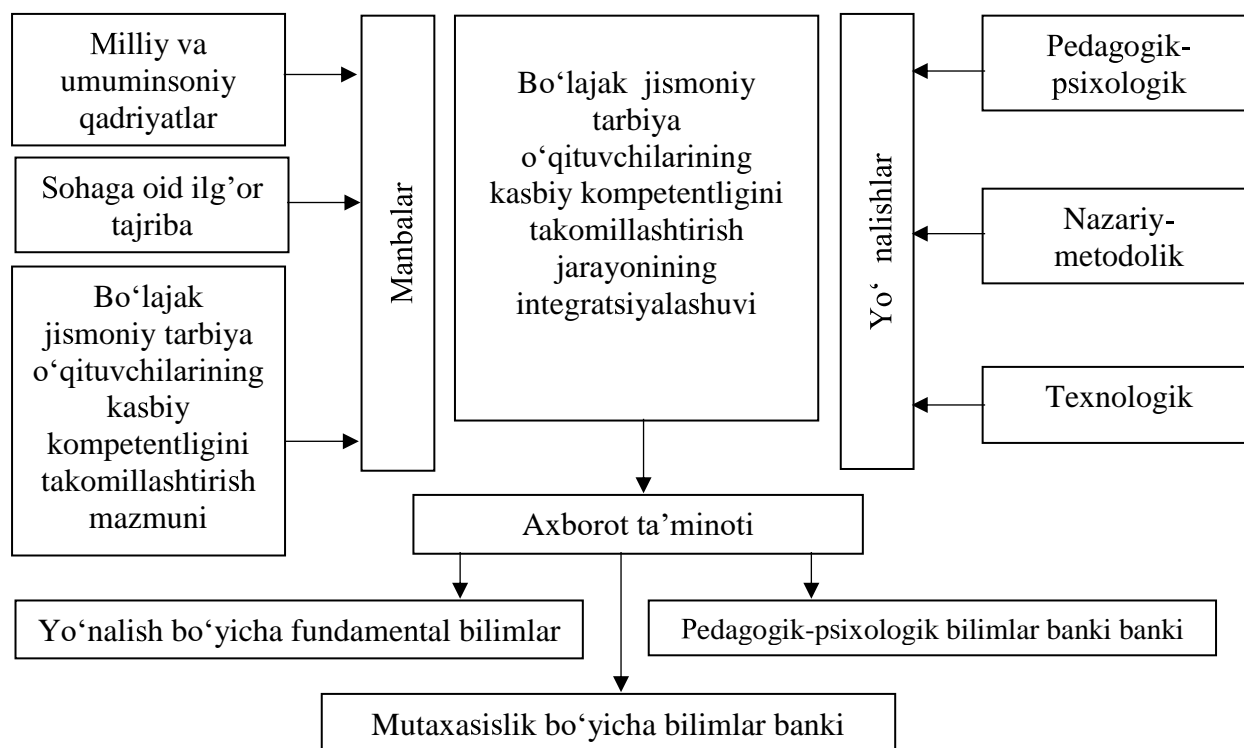 Milliy va
umuminsoniy
qadriyatlar
Sohaga oid ilg’or
tajriba
Bo‘lajak
jismoniy tarbiya
o‘qituvchilarining
kasbiy
kompetentligini
takomillashtirish
mazmuni
Manbalar
Bo‘lajak jismoniy
tarbiya
o‘qituvchilarining
kasbiy kompetentligini
takomillashtirish
jarayonining
integratsiyalashuvi
Yo‘ nalishlar
Pedagogik-
psixologik
Nazariy-
metodolik
Texnologik
Axborot ta’minoti
Yo‘nalish bo‘yicha fundamental bilimlar
Pedagogik-psixologik bilimlar banki banki
Mutaxasislik bo‘yicha bilimlar banki